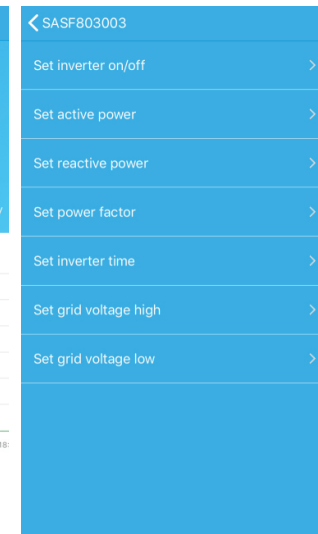 SASF803003
Set inverter on/off
Set active power
Set reactive power
Set power factor
Set inverter time
Set grid voltage high
Set grid voltage low
18: